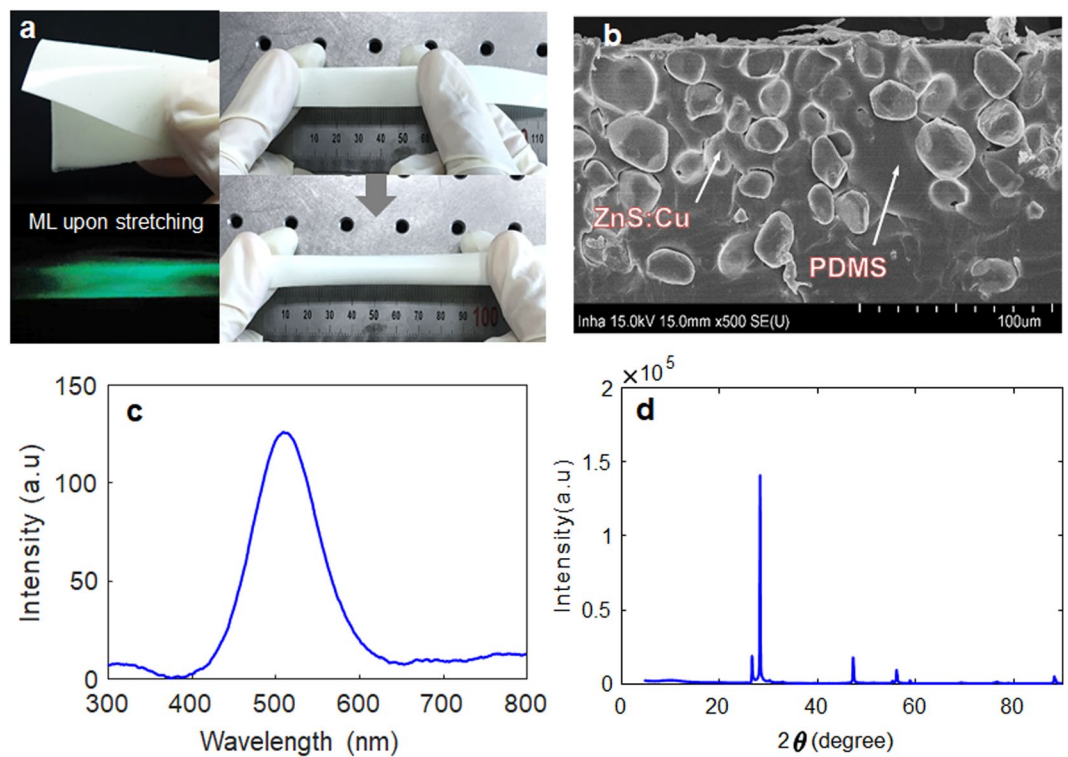 a
ML upon stretching
10 20 30 40 50 60 110
10 20 30 40 50 60 70 80 90 100
b
ZnS:Cu
PDMS
Inha 15.0kV 15.0mm x500 SE(U) 100um
c
150
100
50
0
300 400 500 600 700 800
Intensity (a.u)
Wavelength (nm)
d
×10⁵
2
1.5
1
0.5
0
0 20 40 60 80
Intensity(a.u)
2θ (degree)